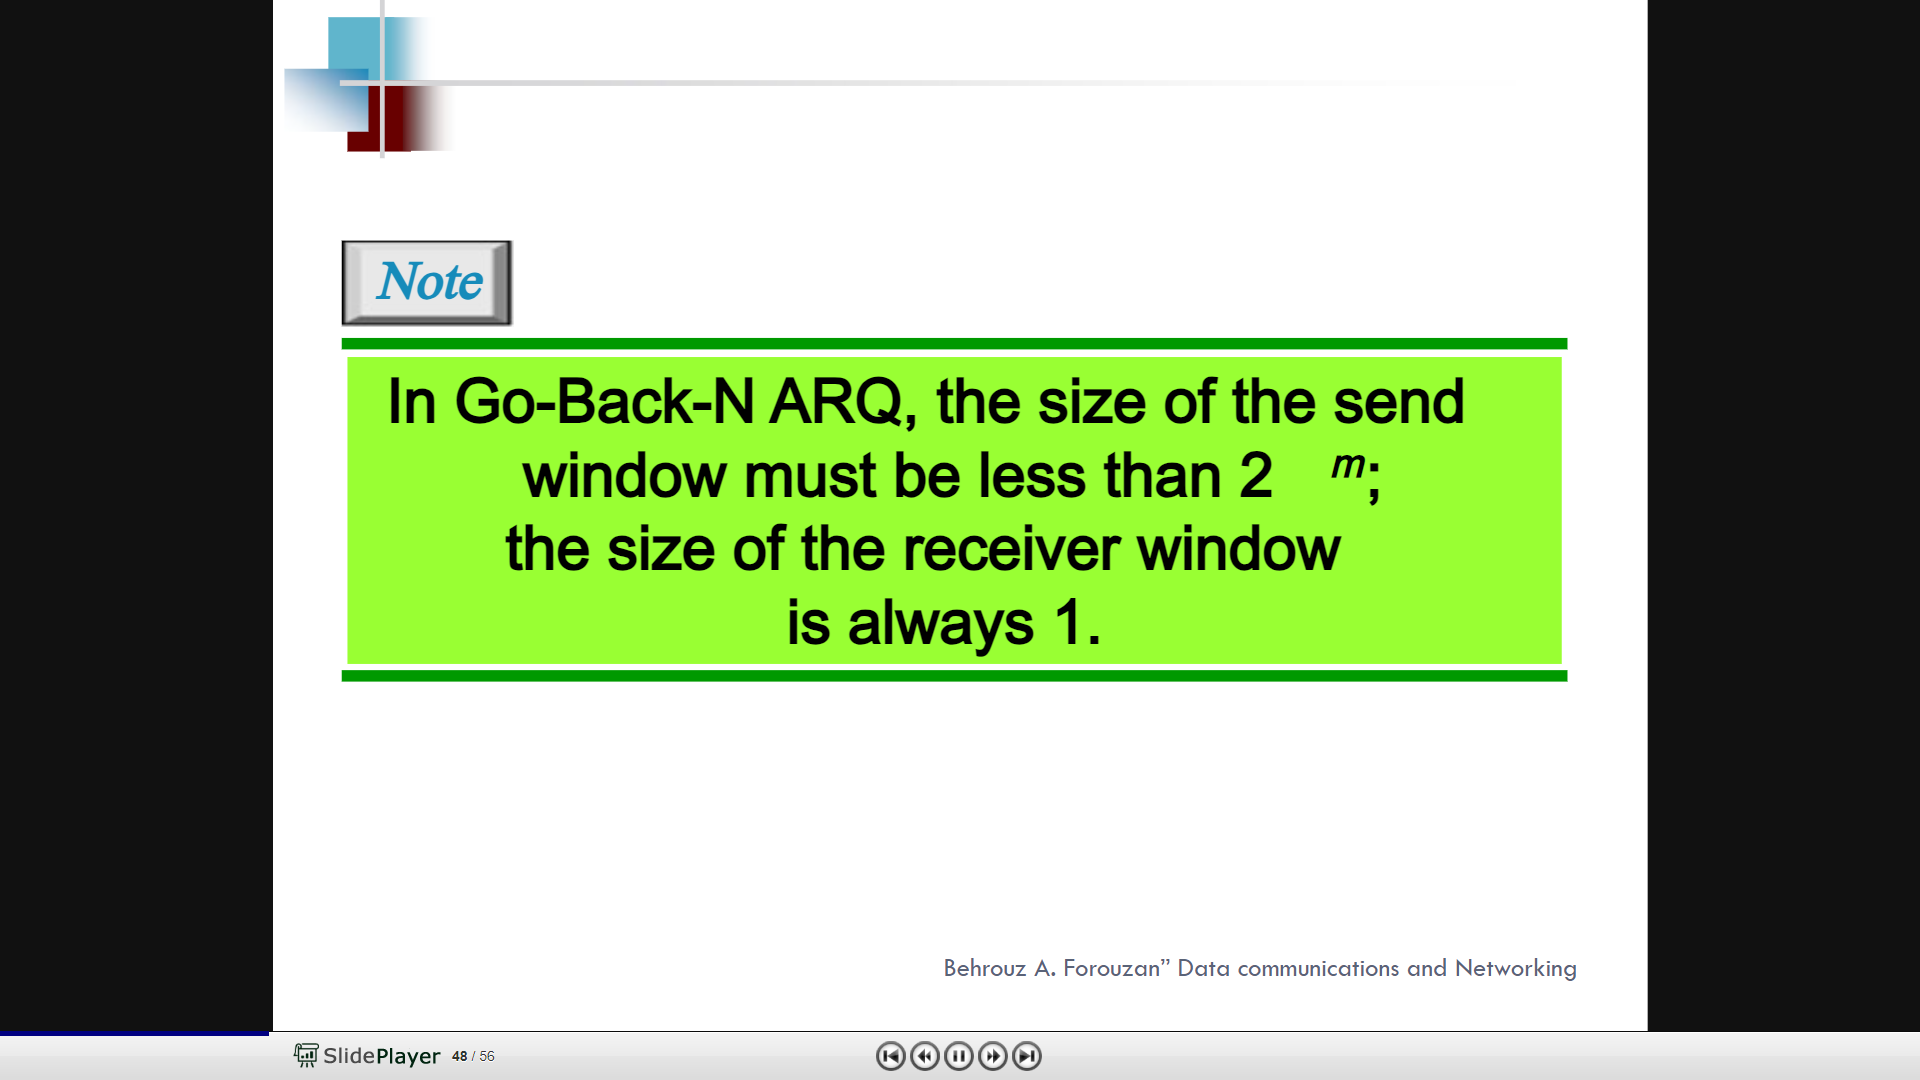 Note
In Go-Back-N ARQ, the size of the send
window must be less than 2 m;
the size of the receiver window
is always 1.
Behrouz A. Forouzan” Data communications and Networking
SlidePlayer 48 / 56